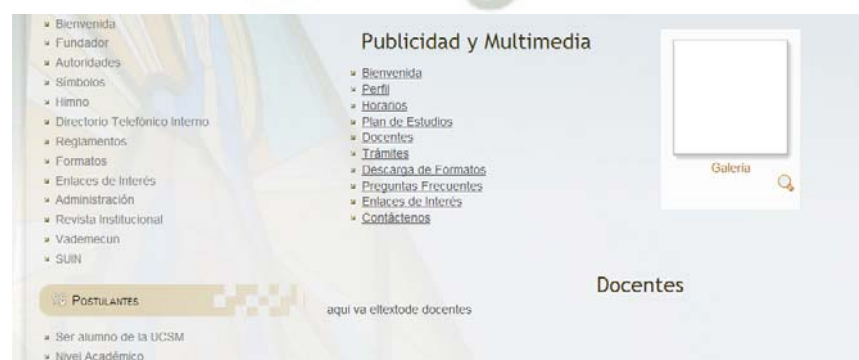 Bienvenida
Fundador
Autoridades
Símbolos
Himno
Directorio Telefónico Interno
Reglamentos
Formatos
Enlaces de Interés
Administración
Revista Institucional
Vademecun
SUIN
Postulantes
Ser alumno de la UCSM
Nivel Académico
Publicidad y Multimedia
Bienvenida
Perfil
Horarios
Plan de Estudios
Docentes
Trámites
Descarga de Formatos
Preguntas Frecuentes
Enlaces de Interés
Contáctenos
Galería
Docentes
aqui va eltextode docentes